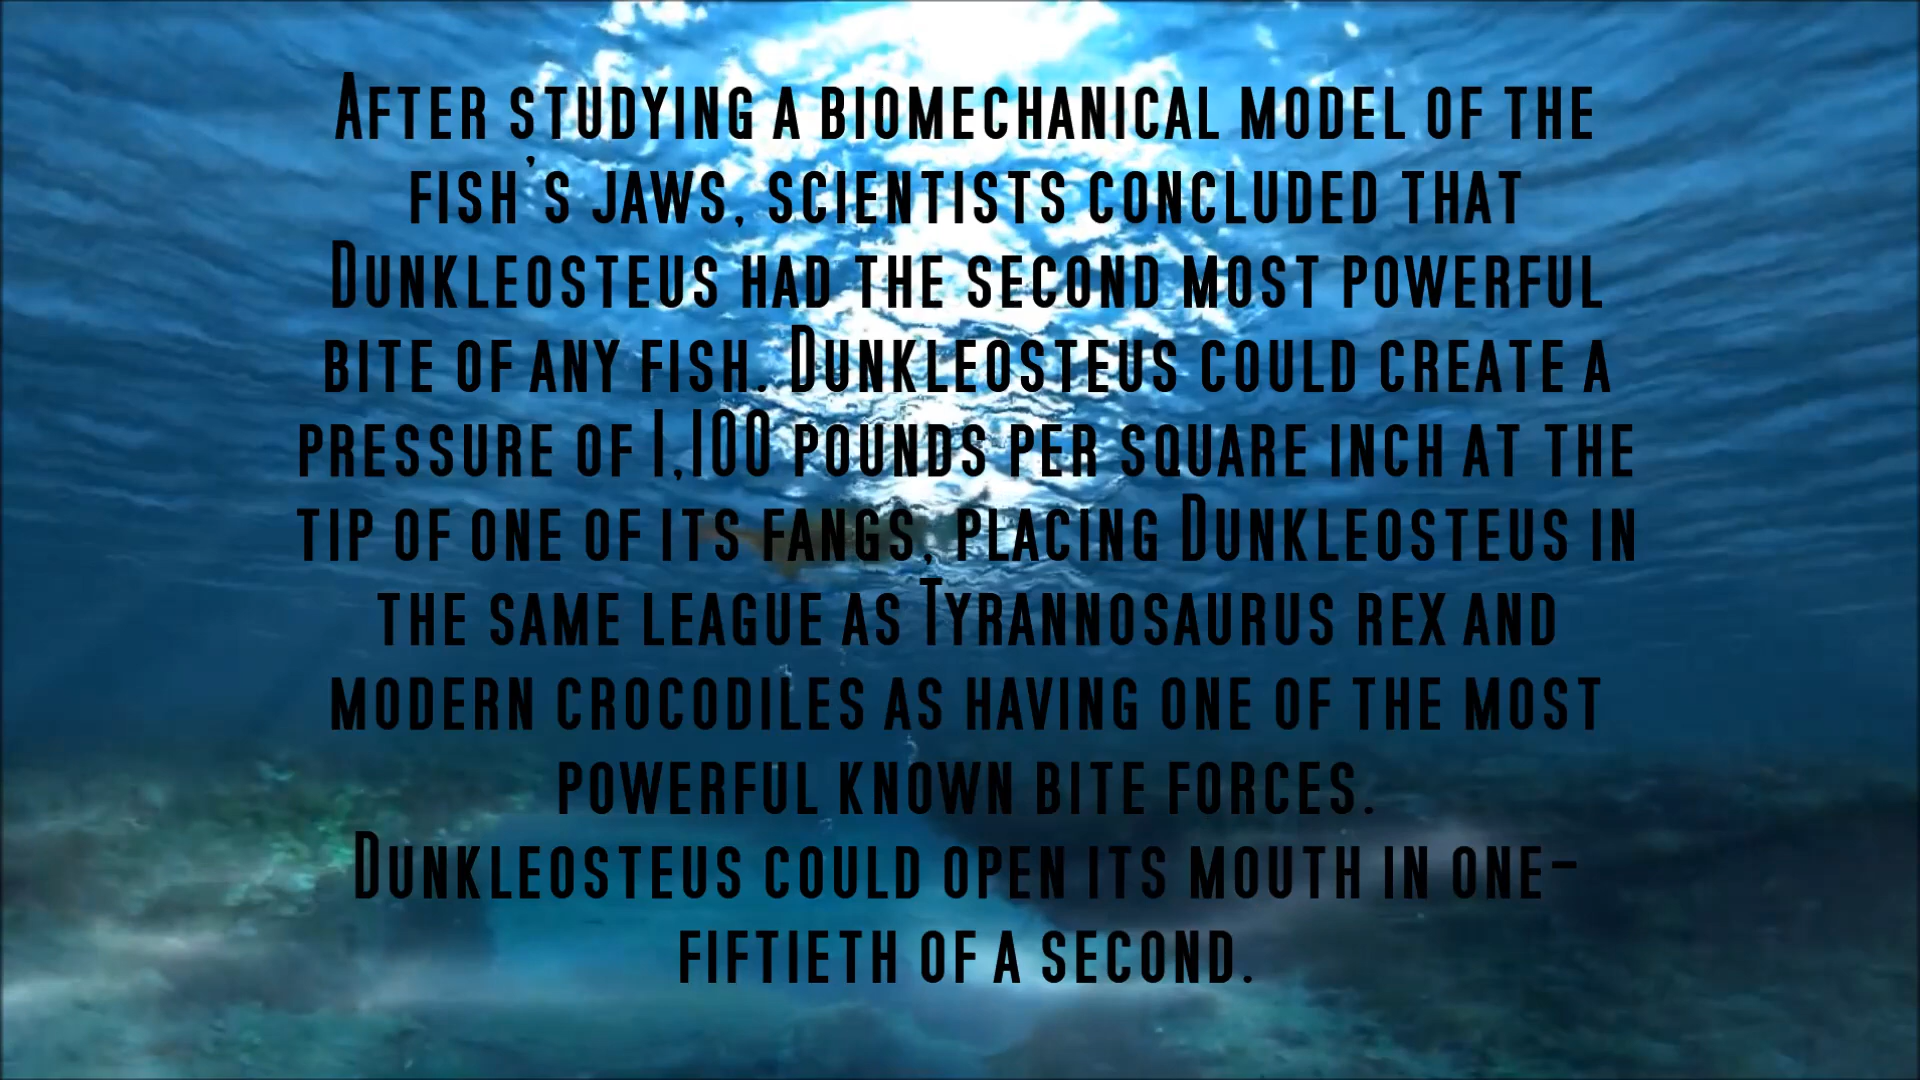 After studying a biomechanical model of the
fish's jaws, scientists concluded that
Dunkleosteus had the second most powerful
bite of any fish. Dunkleosteus could create a
pressure of 1,100 pounds per square inch at the
tip of one of its fangs, placing Dunkleosteus in
the same league as Tyrannosaurus rex and
modern crocodiles as having one of the most
powerful known bite forces.
Dunkleosteus could open its mouth in one-
fiftieth of a second.